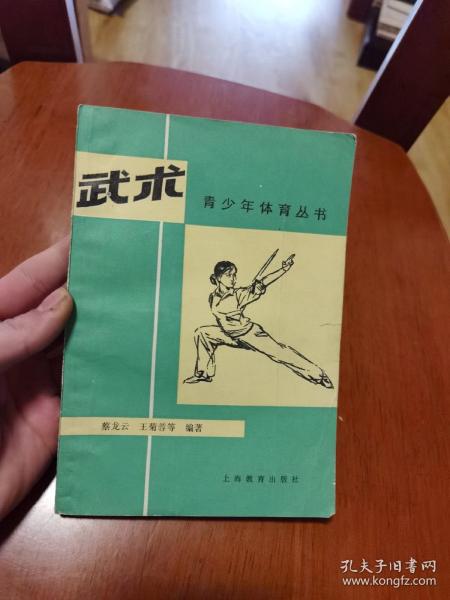 武术
青少年体育丛书
蔡龙云 王菊蓉等 编著
上海教育出版社
孔夫子旧书网
www.kongfz.com